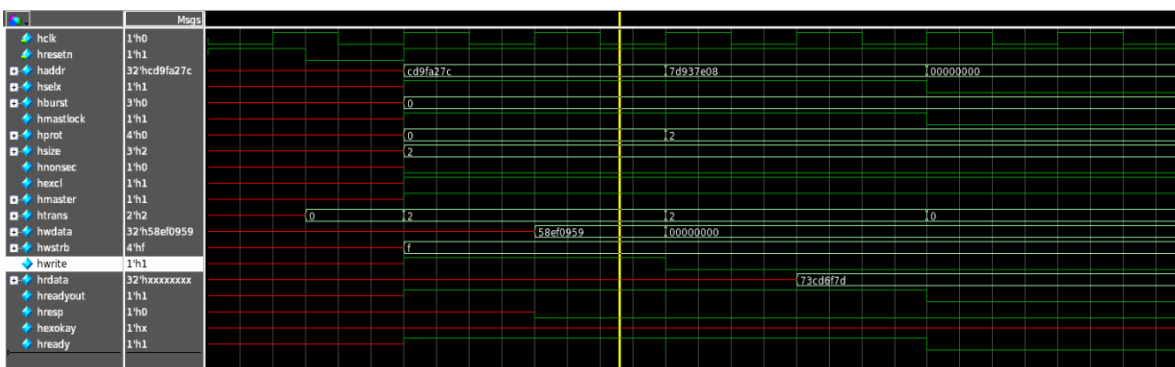 Msgs
hclk 1'h0
hresetn 1'h1
haddr 32'hcd9fa27c cd9fa27c 7d937e08 00000000
hselx 1'h1
hburst 3'h0 0
hmastlock 1'h1
hprot 4'h0 0 2
hsize 3'h2 2
hnonsec 1'h0
hexcl 1'h1
hmaster 1'h1
htrans 2'h2 0 2 2 0
hwdata 32'h58ef0959 58ef0959 00000000
hwstrb 4'hf f
hwrite 1'h1
hrdata 32'hxxxxxxxx 73cd6f7d
hreadyout 1'h1
hresp 1'h0
hexokay 1'hx
hready 1'h1